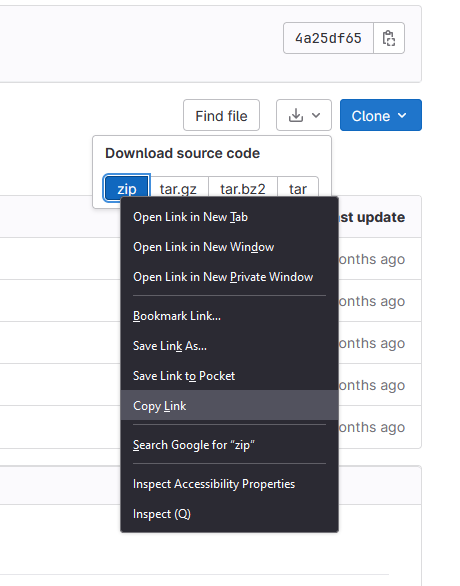 4a25df65
Find file
Clone
Download source code
zip tar.gz tar.bz2 tar
st update
Open Link in New Tab
onths ago
Open Link in New Window
Open Link in New Private Window
onths ago
Bookmark Link...
Save Link As...
onths ago
Save Link to Pocket
onths ago
Copy Link
onths ago
Search Google for “zip”
Inspect Accessibility Properties
Inspect (Q)